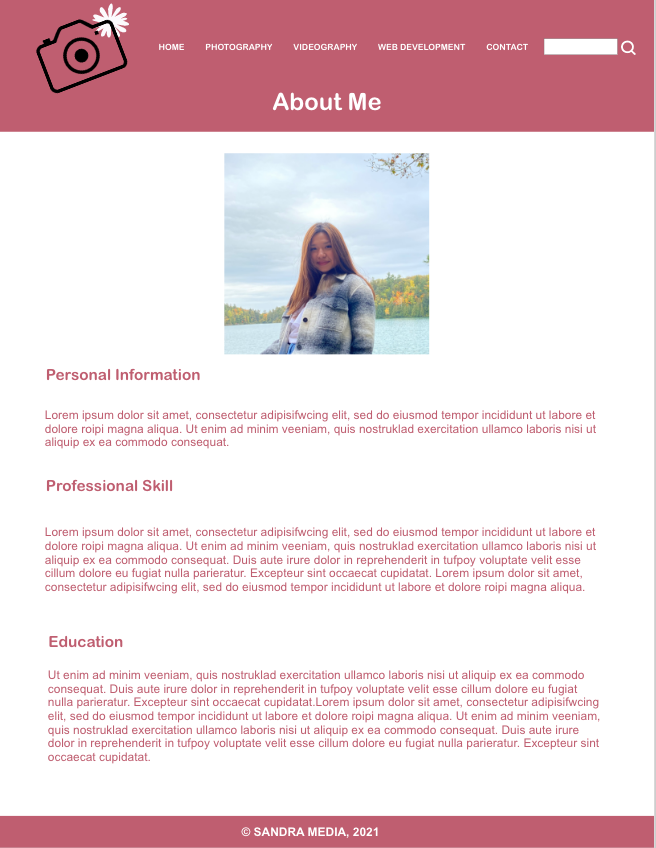 HOME PHOTOGRAPHY VIDEOGRAPHY WEB DEVELOPMENT CONTACT
About Me
Personal Information
Lorem ipsum dolor sit amet, consectetur adipisifwcing elit, sed do eiusmod tempor incididunt ut labore et
dolore roipi magna aliqua. Ut enim ad minim veeniam, quis nostruklad exercitation ullamco laboris nisi ut
aliquip ex ea commodo consequat.
Professional Skill
Lorem ipsum dolor sit amet, consectetur adipisifwcing elit, sed do eiusmod tempor incididunt ut labore et
dolore roipi magna aliqua. Ut enim ad minim veeniam, quis nostruklad exercitation ullamco laboris nisi ut
aliquip ex ea commodo consequat. Duis aute irure dolor in reprehenderit in tufpoy voluptate velit esse
cillum dolore eu fugiat nulla parieratur. Excepteur sint occaecat cupidatat. Lorem ipsum dolor sit amet,
consectetur adipisifwcing elit, sed do eiusmod tempor incididunt ut labore et dolore roipi magna aliqua.
Education
Ut enim ad minim veeniam, quis nostruklad exercitation ullamco laboris nisi ut aliquip ex ea commodo
consequat. Duis aute irure dolor in reprehenderit in tufpoy voluptate velit esse cillum dolore eu fugiat
nulla parieratur. Excepteur sint occaecat cupidatat.Lorem ipsum dolor sit amet, consectetur adipisifwcing
elit, sed do eiusmod tempor incididunt ut labore et dolore roipi magna aliqua. Ut enim ad minim veeniam,
quis nostruklad exercitation ullamco laboris nisi ut aliquip ex ea commodo consequat. Duis aute irure
dolor in reprehenderit in tufpoy voluptate velit esse cillum dolore eu fugiat nulla parieratur. Excepteur sint
occaecat cupidatat.
© SANDRA MEDIA, 2021